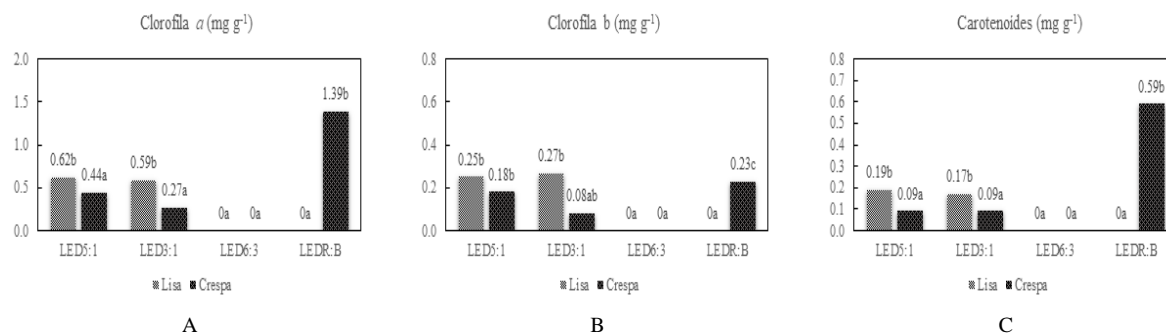 Clorofila a (mg g⁻¹)
2.0
1.5
1.0
0.5
0.0
0.62b
0.44a
0.59b
0.27a
0a
0a
0a
1.39b
LED5:1
LED3:1
LED6:3
LEDR:B
Lisa
Crespa
A
Clorofila b (mg g⁻¹)
0.8
0.6
0.4
0.2
0.0
0.25b
0.18b
0.27b
0.08ab
0a
0a
0a
0.23c
LED5:1
LED3:1
LED6:3
LEDR:B
Lisa
Crespa
B
Carotenoides (mg g⁻¹)
0.8
0.7
0.6
0.5
0.4
0.3
0.2
0.1
0.0
0.19b
0.09a
0.17b
0.09a
0a
0a
0a
0.59b
LED5:1
LED3:1
LED6:3
LEDR:B
Lisa
Crespa
C